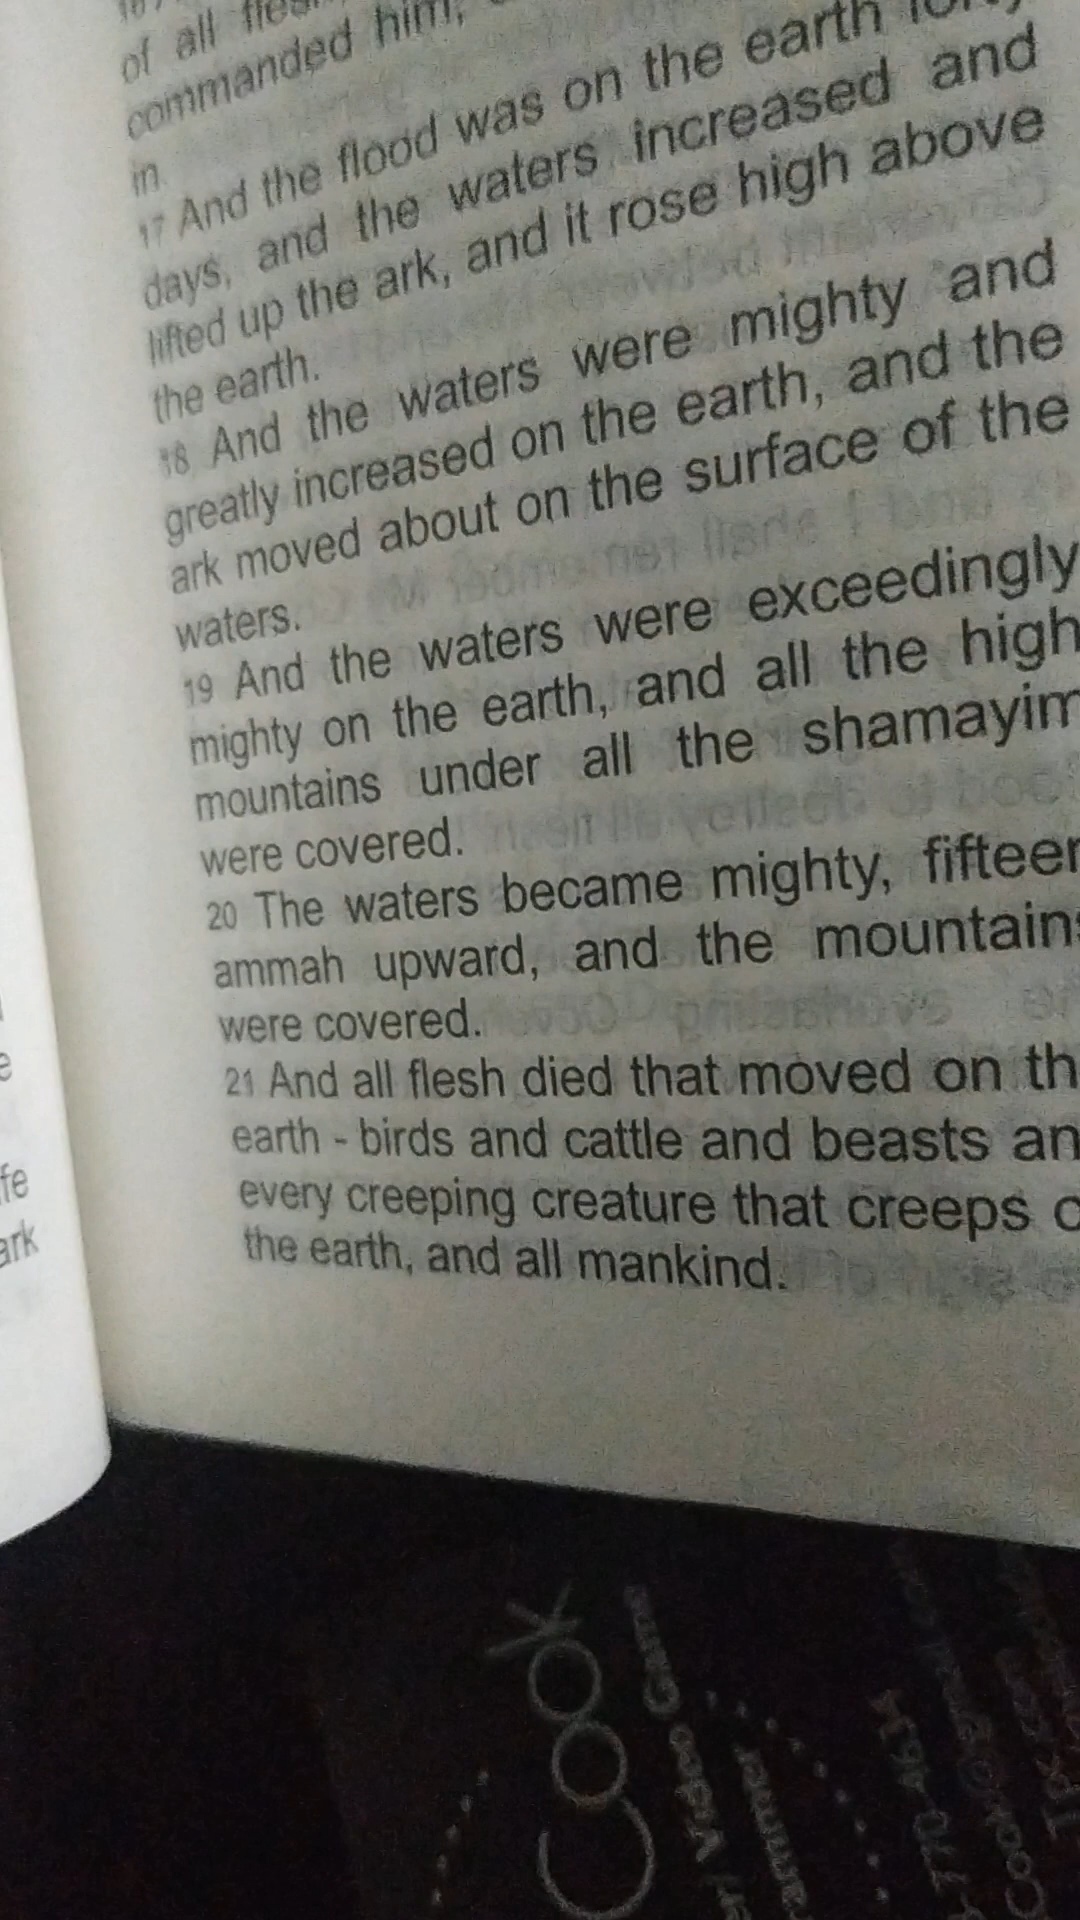 of all
commanded him,
in.
17 And the flood was on the earth forty
days, and the waters increased and
lifted up the ark, and it rose high above
the earth.
18 And the waters were mighty and
greatly increased on the earth, and the
ark moved about on the surface of the
waters.
19 And the waters were exceedingly
mighty on the earth, and all the high
mountains under all the shamayim
were covered.
20 The waters became mighty, fifteen
ammah upward, and the mountains
were covered.
21 And all flesh died that moved on th
earth - birds and cattle and beasts an
every creeping creature that creeps o
the earth, and all mankind.
fe
ark
Cook